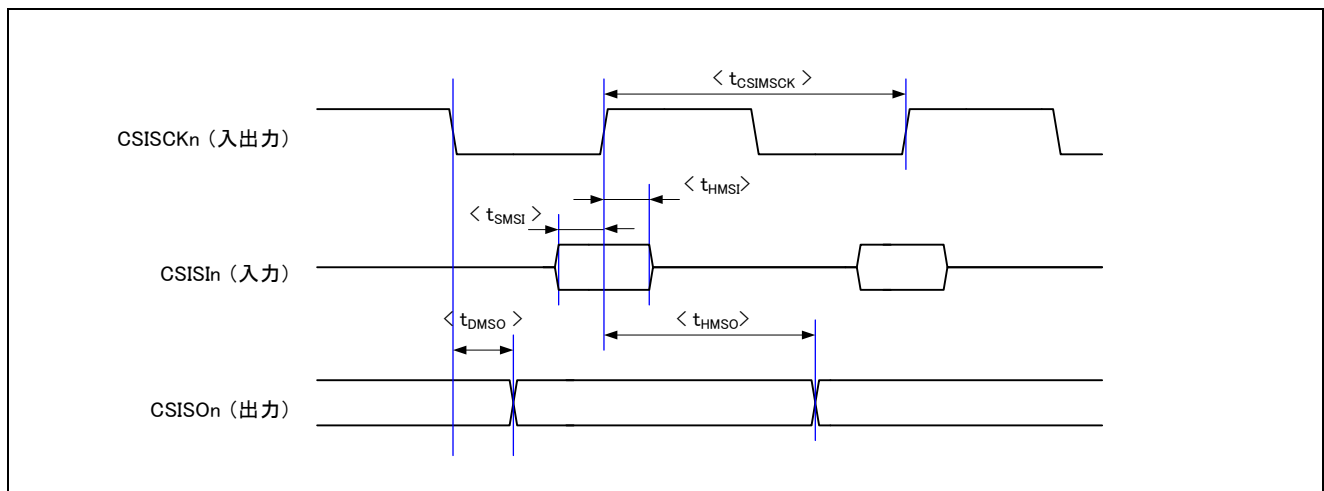 < tCSIMSCK >
CSISCKn (入出力)
< tHMSI>
< tSMSI >
CSISIn (入力)
< tDMSO >
< tHMSO>
CSISOn (出力)